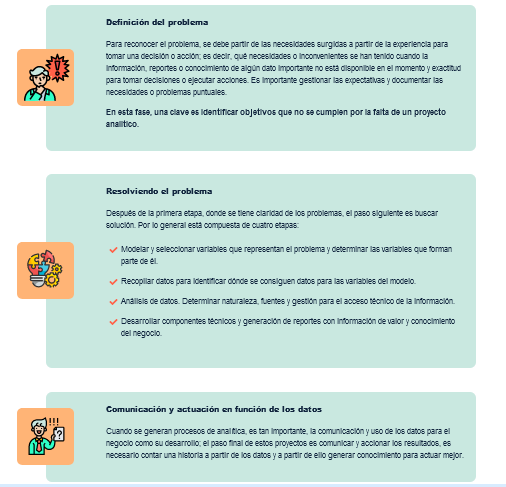 Definición del problema
Para reconocer el problema, se debe partir de las necesidades surgidas a partir de la experiencia para
tomar una decisión o acción; es decir, qué necesidades o inconvenientes se han tenido cuando la
información, reportes o conocimiento de algún dato importante no está disponible en el momento y exactitud
para tomar decisiones o ejecutar acciones. Es importante gestionar las expectativas y documentar las
necesidades o problemas puntuales.
En esta fase, una clave es identificar objetivos que no se cumplen por la falta de un proyecto
analítico.
Resolviendo el problema
Después de la primera etapa, donde se tiene claridad de los problemas, el paso siguiente es buscar
solución. Por lo general está compuesta de cuatro etapas:
Modelar y seleccionar variables que representan el problema y determinar las variables que forman
parte de él.
Recopilar datos para identificar dónde se consiguen datos para las variables del modelo.
Análisis de datos. Determinar naturaleza, fuentes y gestión para el acceso técnico de la información.
Desarrollar componentes técnicos y generación de reportes con información de valor y conocimiento
del negocio.
Comunicación y actuación en función de los datos
Cuando se generan procesos de analítica, es tan importante, la comunicación y uso de los datos para el
negocio como su desarrollo; el paso final de estos proyectos es comunicar y accionar los resultados, es
necesario contar una historia a partir de los datos y a partir de ello generar conocimiento para actuar mejor.